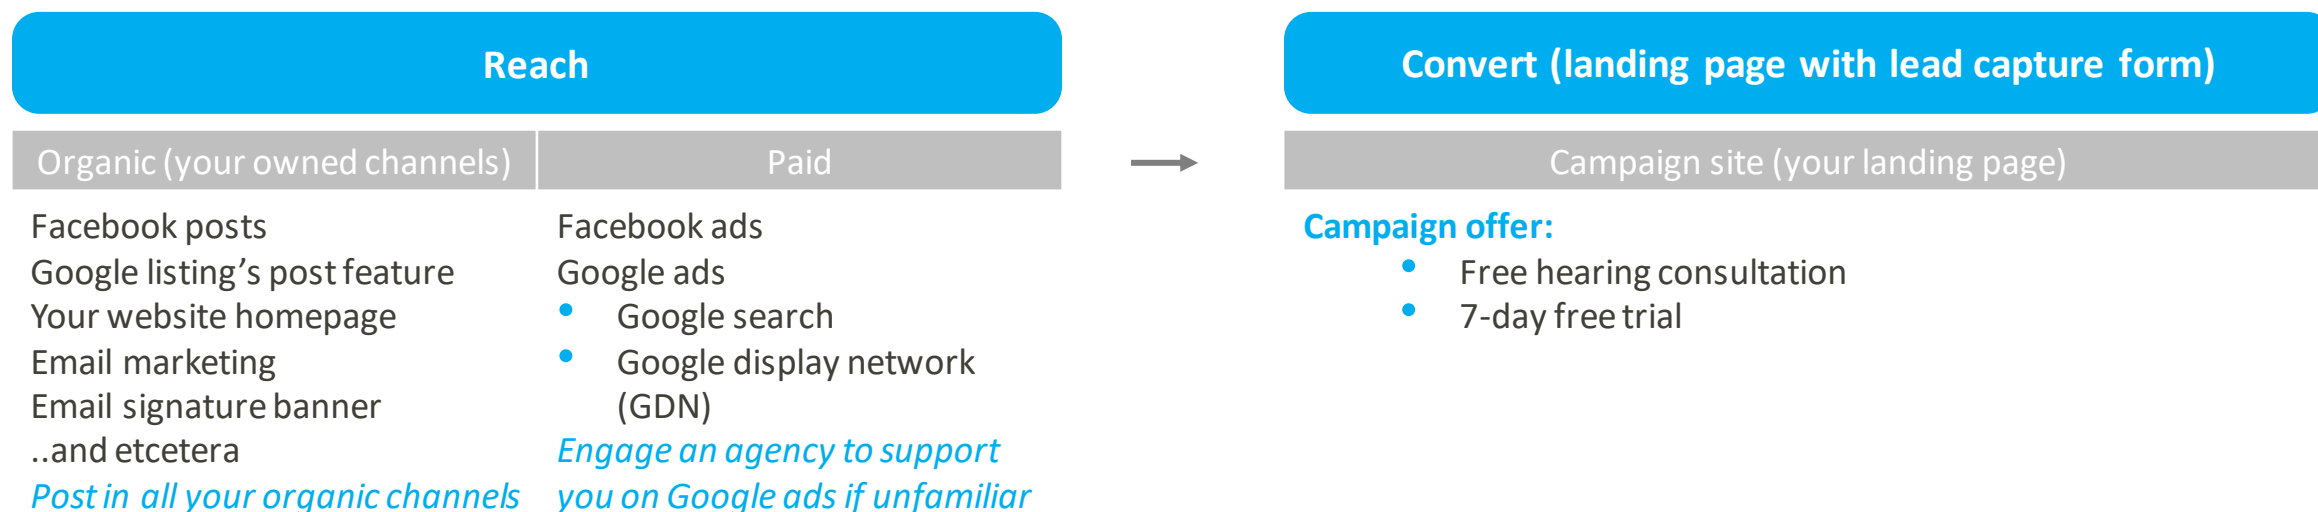 Reach
Organic (your owned channels)
Paid
Facebook posts
Google listing’s post feature
Your website homepage
Email marketing
Email signature banner
..and etcetera
Post in all your organic channels
Facebook ads
Google ads
• Google search
• Google display network
(GDN)
Engage an agency to support
you on Google ads if unfamiliar
Convert (landing page with lead capture form)
Campaign site (your landing page)
Campaign offer:
• Free hearing consultation
• 7-day free trial